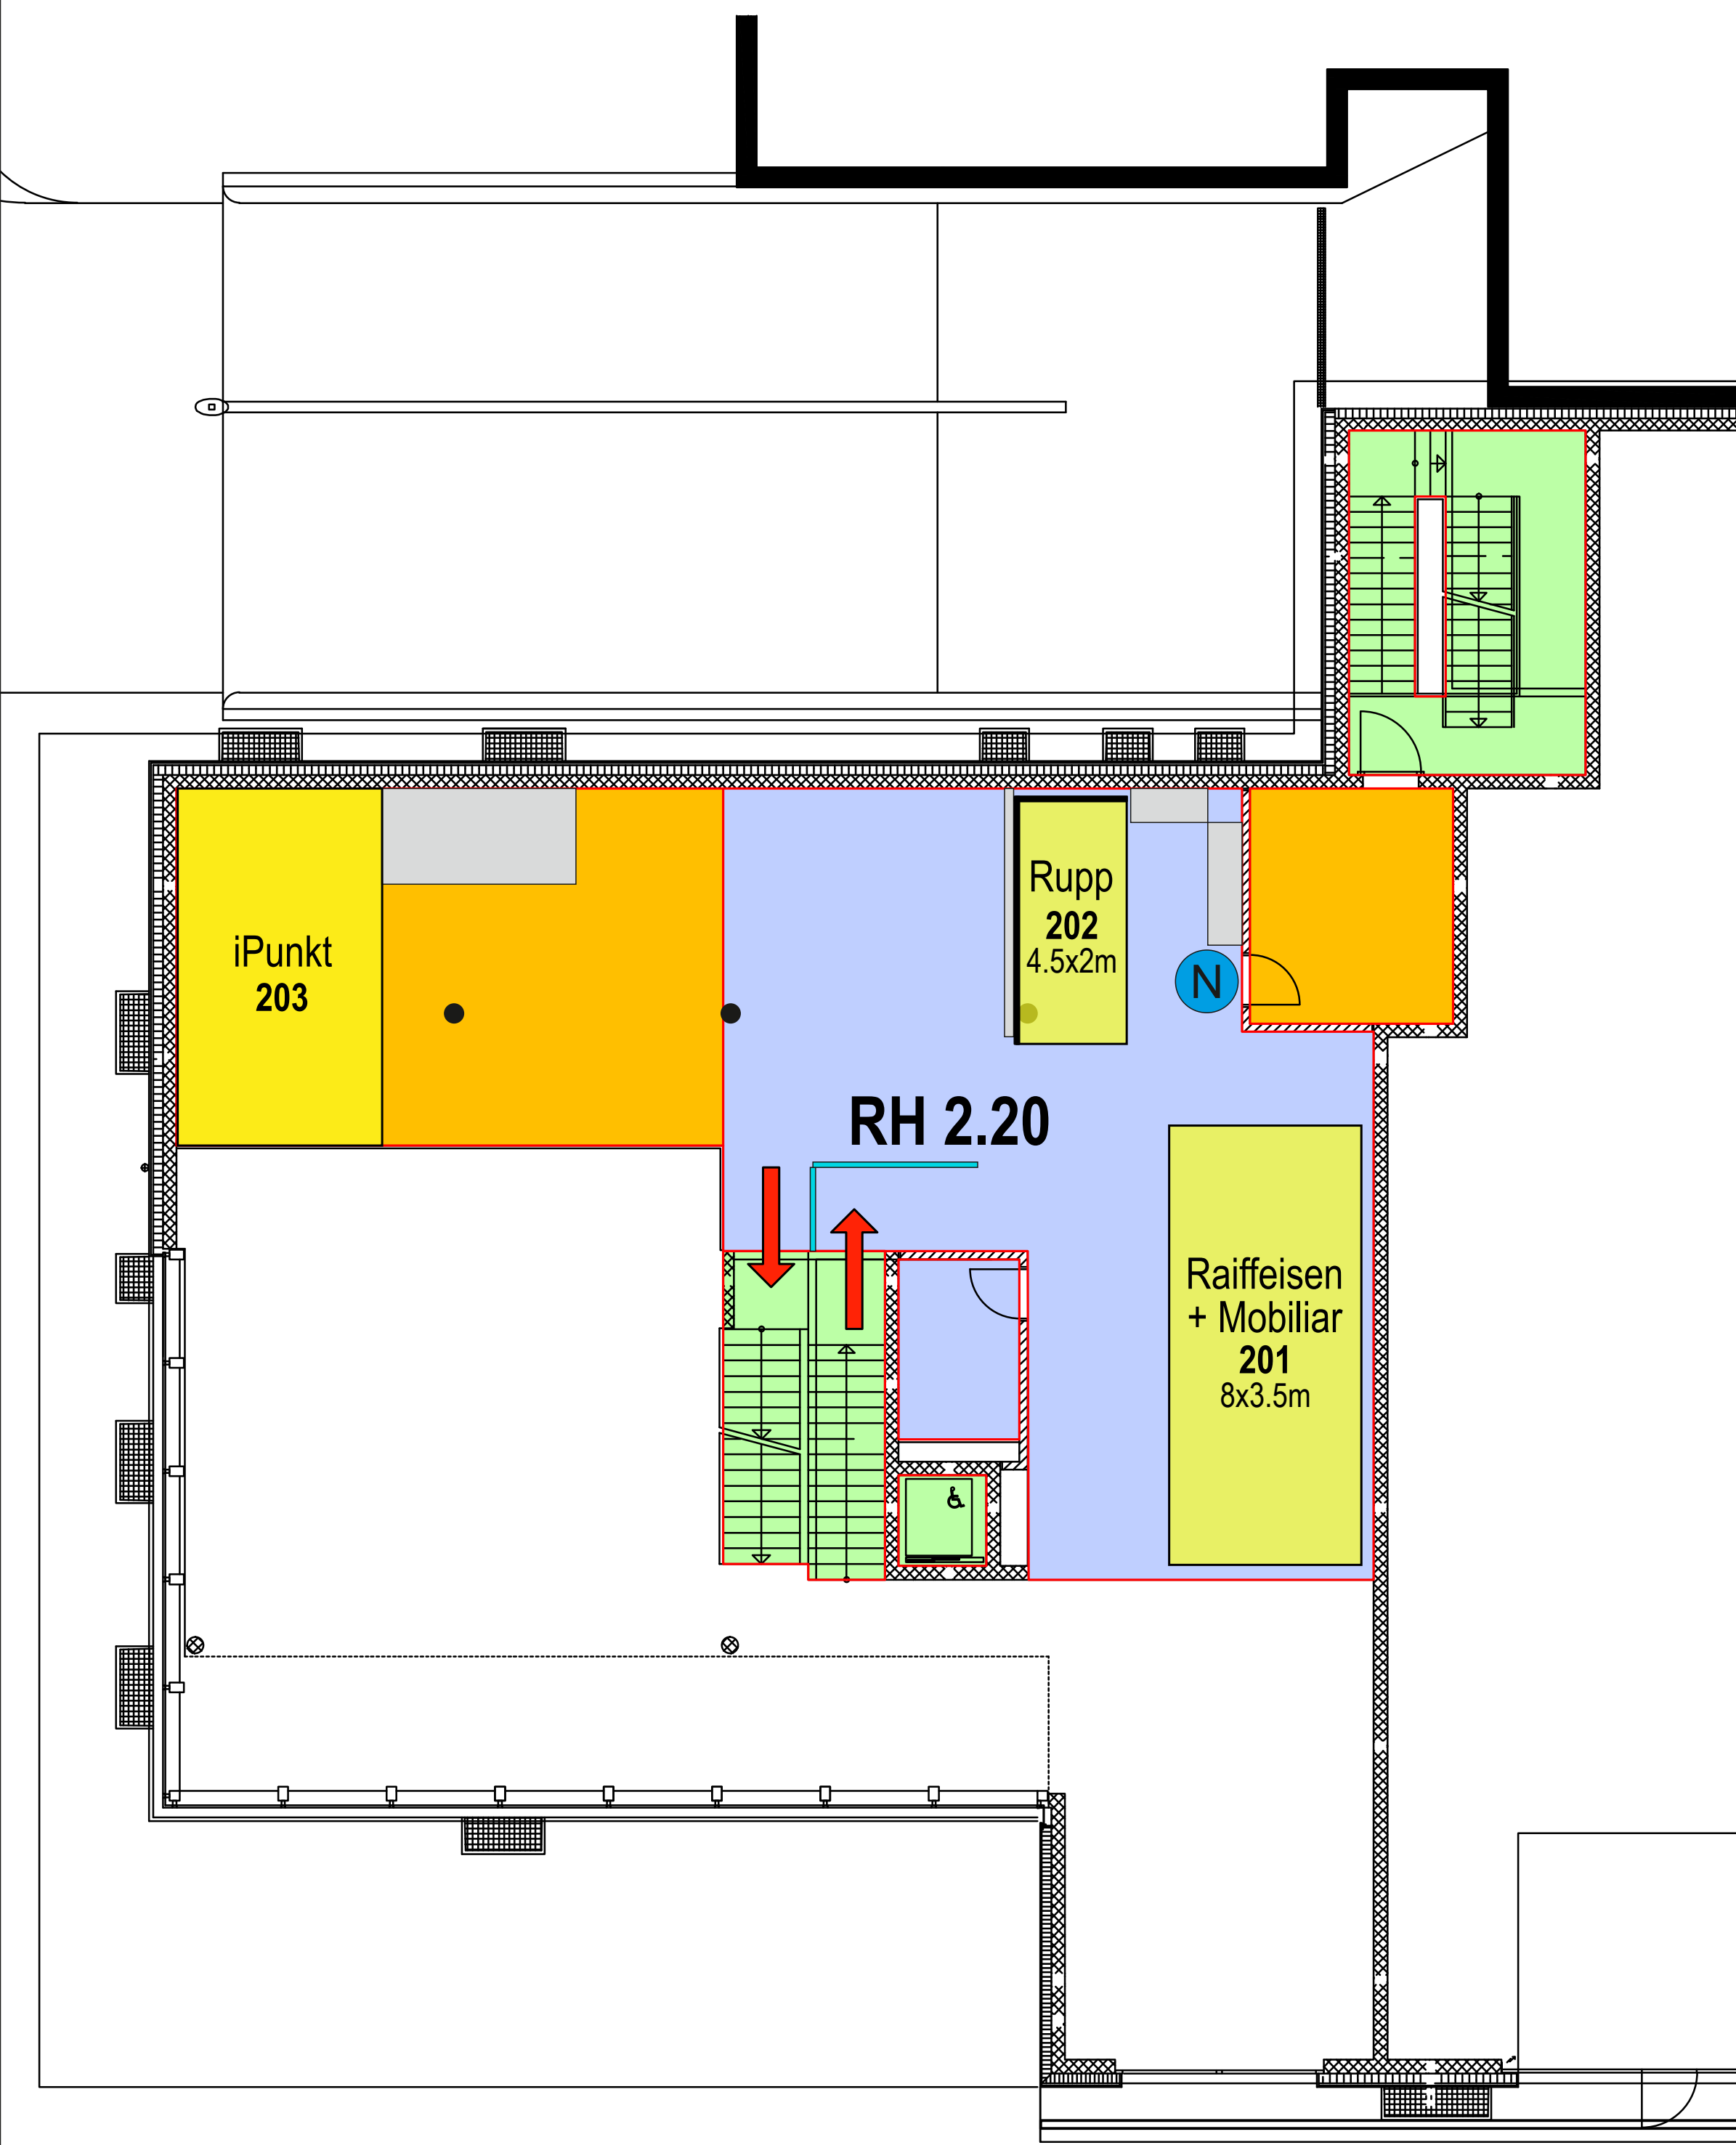 Rupp
202
4.5x2m
iPunkt
203
N
RH 2.20
Raiffeisen
+ Mobiliar
201
8x3.5m